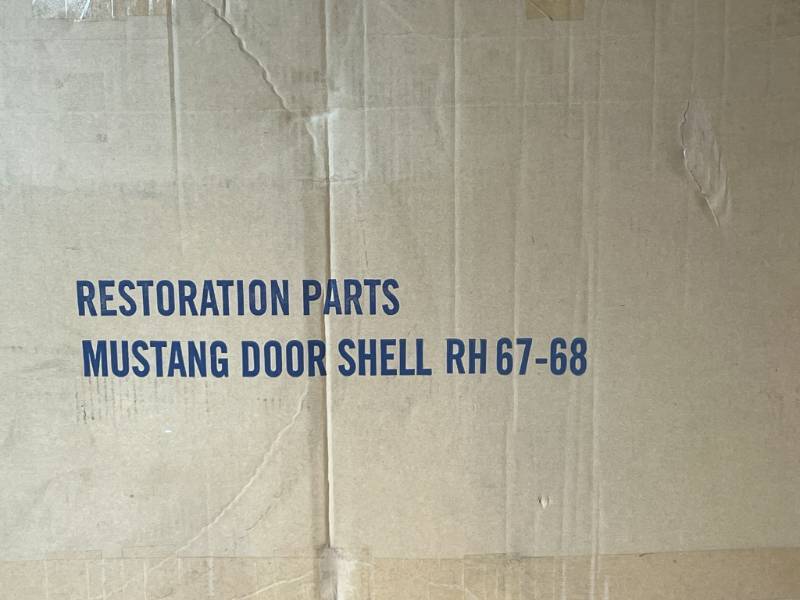 RESTORATION PARTS
MUSTANG DOOR SHELL RH 67-68